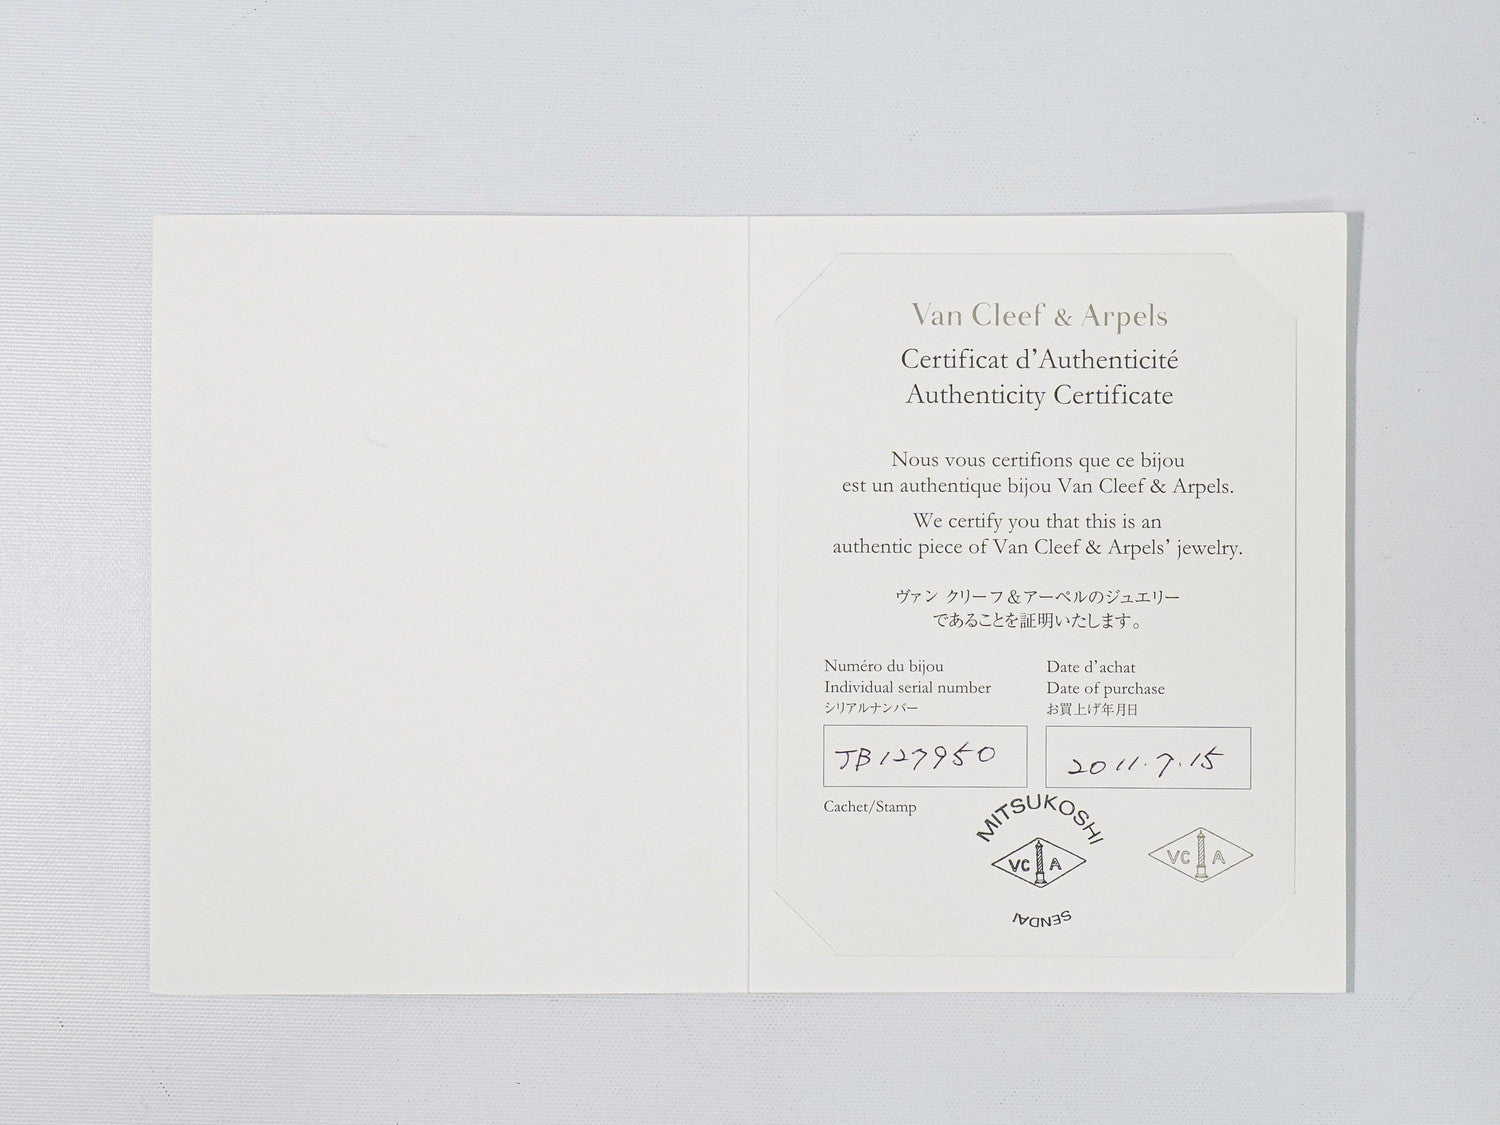 Van Cleef & Arpels
Certificat d'Authenticité
Authenticity Certificate
Nous vous certifions que ce bijou
est un authentique bijou Van Cleef & Arpels.
We certify you that this is an
authentic piece of Van Cleef & Arpels' jewelry.
ヴァン クリーフ&アーペルのジュエリー
であることを証明いたします。
Numéro du bijou
Individual serial number
シリアルナンバー
JB127950
Date d'achat
Date of purchase
お買上げ年月日
2011.7.15
Cachet/Stamp
MITSUKOSHI
VC A
SENDAI
VC A